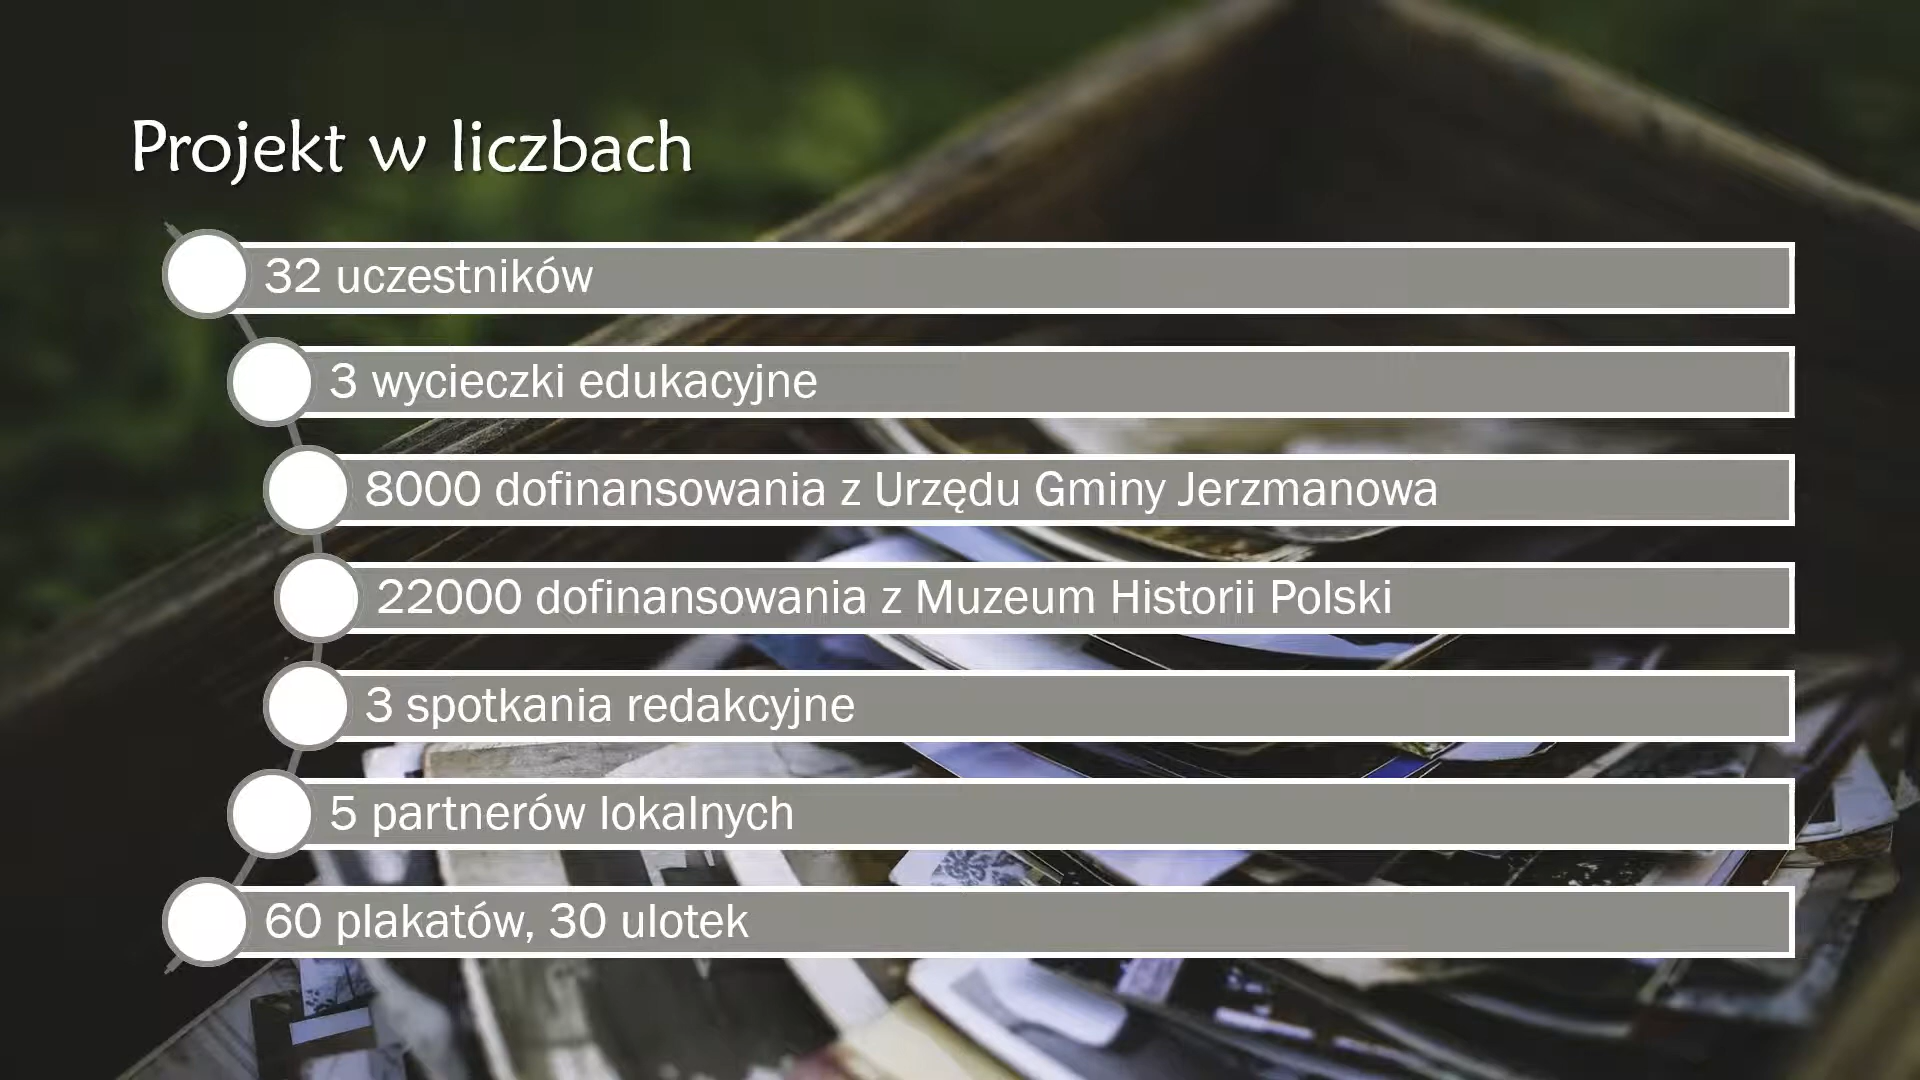 Projekt w liczbach
32 uczestników
3 wycieczki edukacyjne
8000 dofinansowania z Urzędu Gminy Jerzmanowa
22000 dofinansowania z Muzeum Historii Polski
3 spotkania redakcyjne
5 partnerów lokalnych
60 plakatów, 30 ulotek